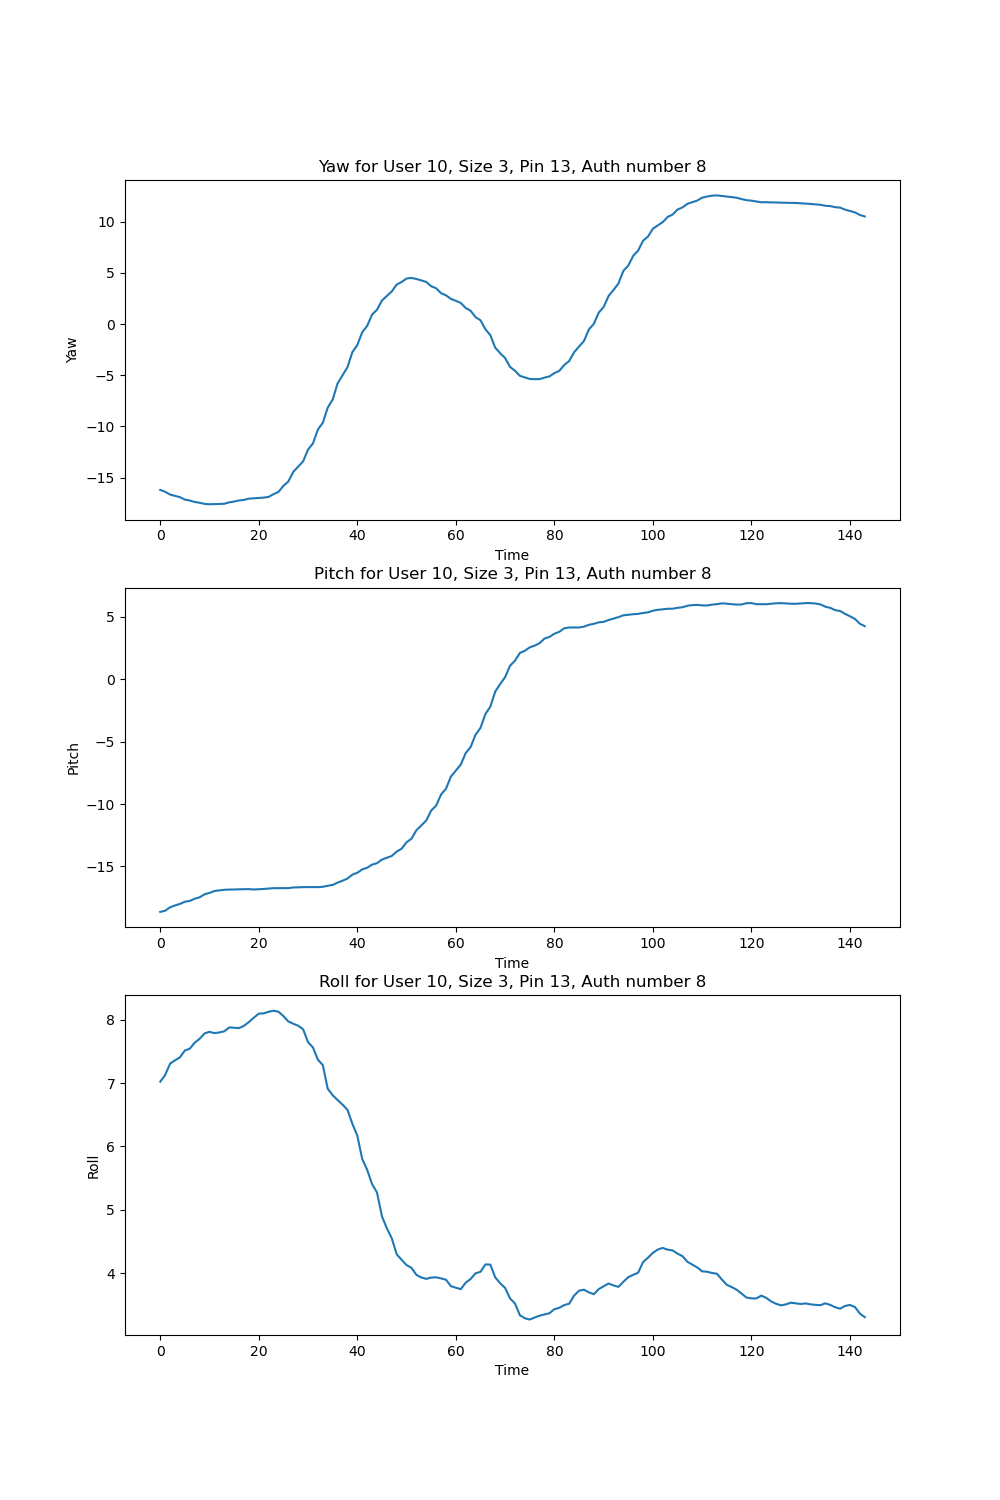 Yaw for User 10, Size 3, Pin 13, Auth number 8
10
5
0
−5
−10
−15
Yaw
0 20 40 60 80 100 120 140
Time
Pitch for User 10, Size 3, Pin 13, Auth number 8
5
0
−5
−10
−15
Pitch
0 20 40 60 80 100 120 140
Time
Roll for User 10, Size 3, Pin 13, Auth number 8
8
7
6
5
4
Roll
0 20 40 60 80 100 120 140
Time